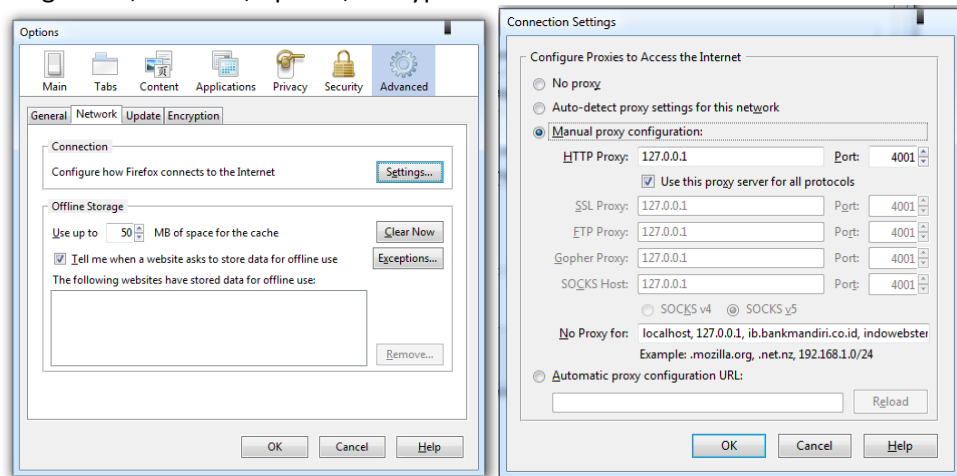 Options
Main Tabs Content Applications Privacy Security Advanced
General Network Update Encryption
Connection
Configure how Firefox connects to the Internet Settings...
Offline Storage
Use up to 50 MB of space for the cache Clear Now
Tell me when a website asks to store data for offline use Exceptions...
The following websites have stored data for offline use:
Remove...
OK Cancel Help
Connection Settings
Configure Proxies to Access the Internet
No proxy
Auto-detect proxy settings for this network
Manual proxy configuration:
HTTP Proxy: 127.0.0.1 Port: 4001
Use this proxy server for all protocols
SSL Proxy: 127.0.0.1 Port: 4001
FTP Proxy: 127.0.0.1 Port: 4001
Gopher Proxy: 127.0.0.1 Port: 4001
SOCKS Host: 127.0.0.1 Port: 4001
SOCKS v4 SOCKS v5
No Proxy for: localhost, 127.0.0.1, ib.bankmandiri.co.id, indowebster
Example: .mozilla.org, .net.nz, 192.168.1.0/24
Automatic proxy configuration URL:
Reload
OK Cancel Help